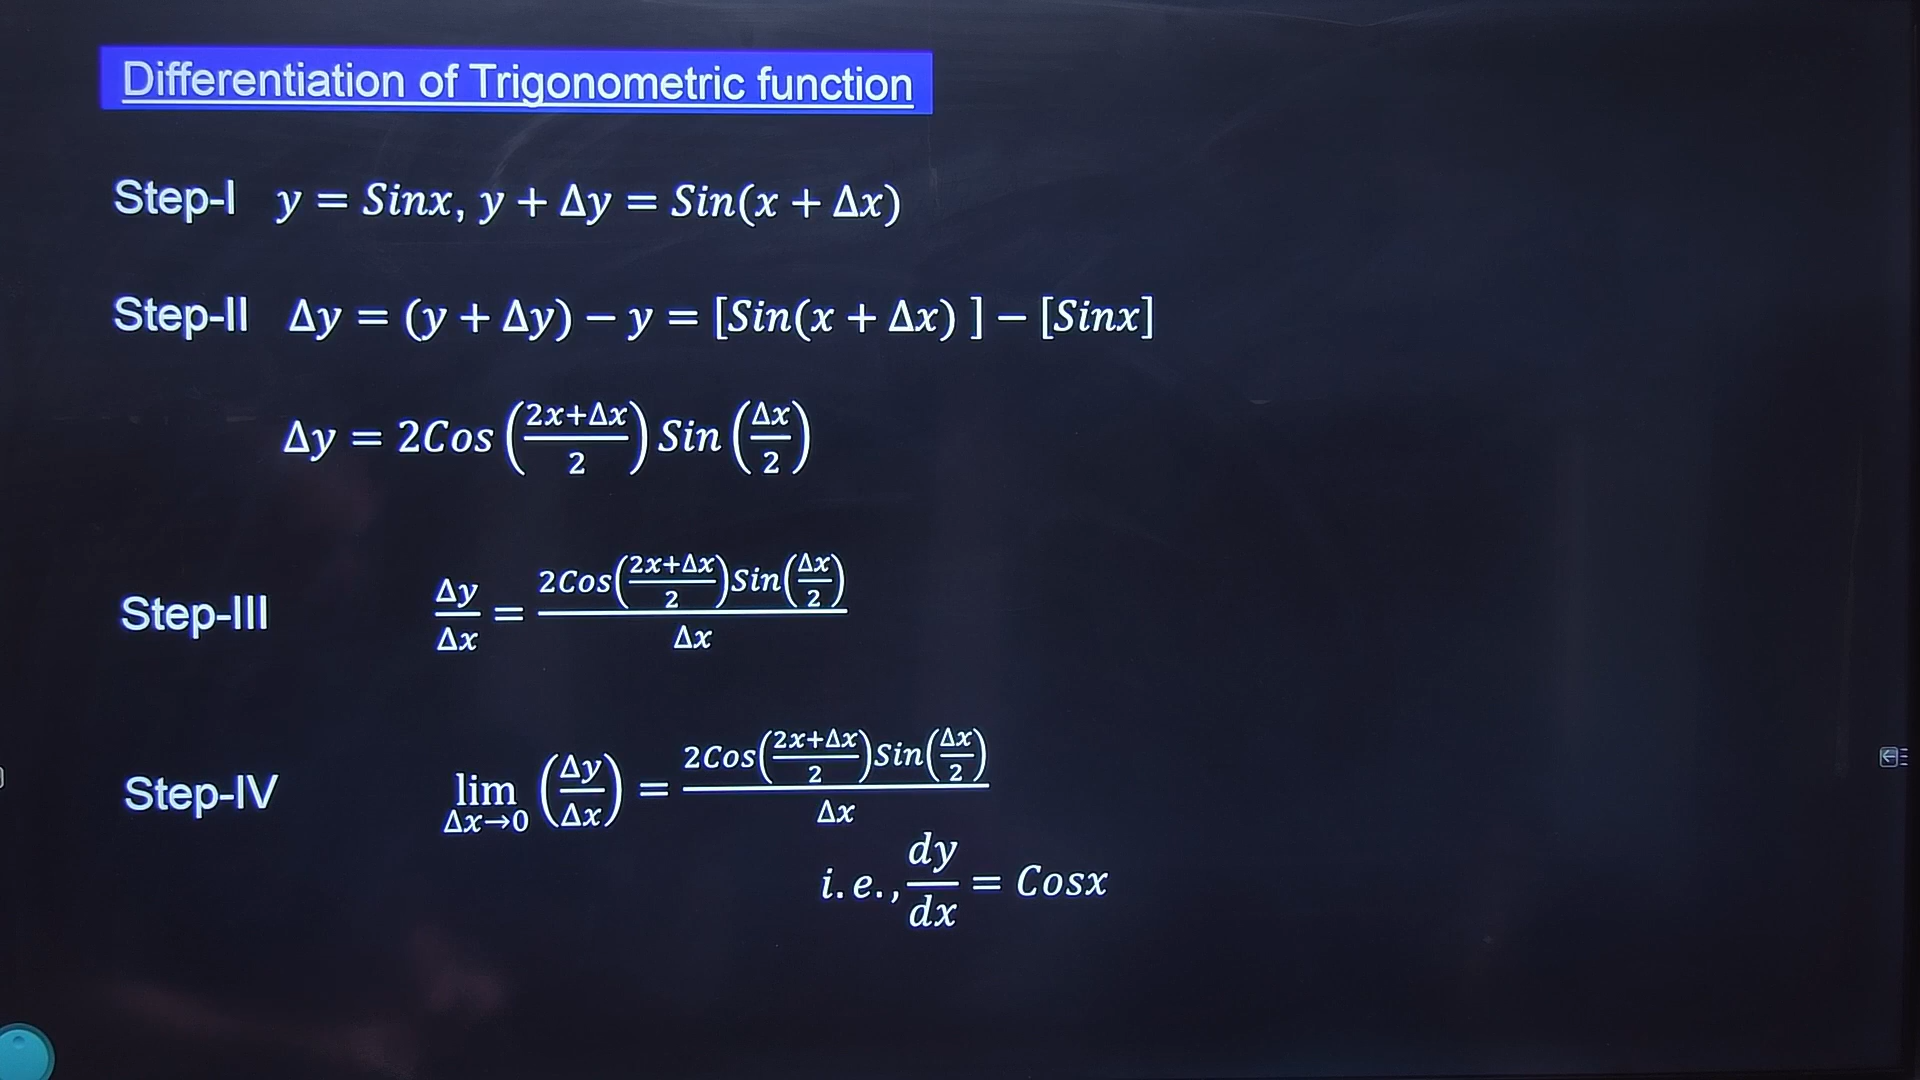 Differentiation of Trigonometric function
Step-I y = Sinx, y + Δy = Sin(x + Δx)
Step-II Δy = (y + Δy) − y = [Sin(x + Δx) ] − [Sinx]
Δy = 2Cos((2x+Δx)/2) Sin(Δx/2)
Step-III Δy/Δx = 2Cos((2x+Δx)/2)Sin(Δx/2)/Δx
Step-IV lim Δx→0 (Δy/Δx) = 2Cos((2x+Δx)/2)Sin(Δx/2)/Δx
i.e., dy/dx = Cosx